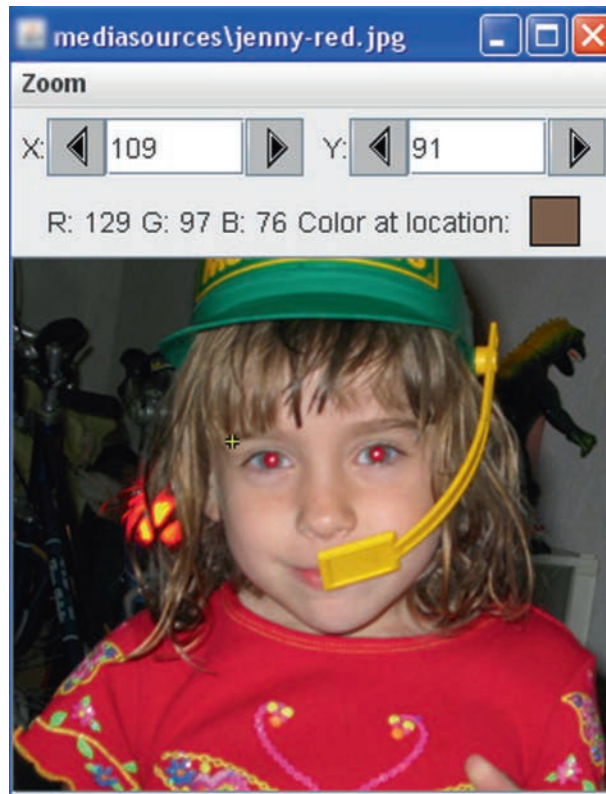 mediasources\jenny-red.jpg
Zoom
X: 109 Y: 91
R: 129 G: 97 B: 76 Color at location: